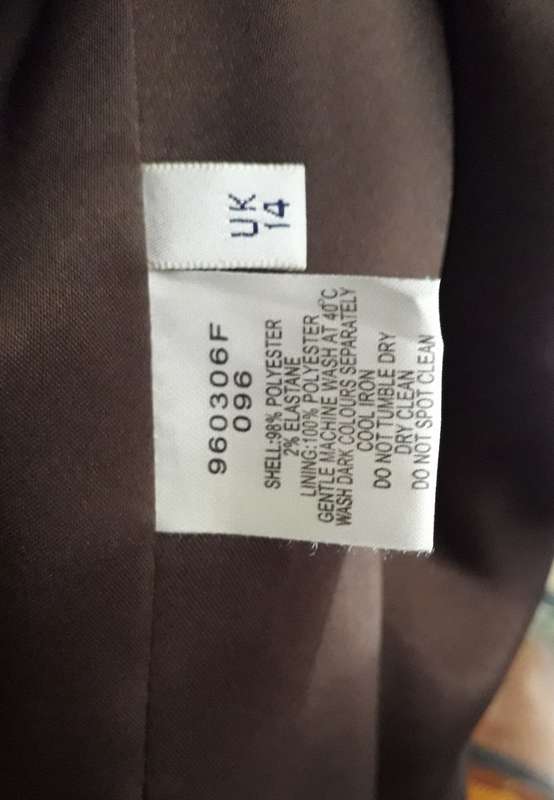 UK
14
960306F
096
SHELL:98% POLYESTER
2% ELASTANE
LINING:100% POLYESTER
GENTLE MACHINE WASH AT 40°C
WASH DARK COLOURS SEPARATELY
COOL IRON
DO NOT TUMBLE DRY
DRY CLEAN
DO NOT SPOT CLEAN